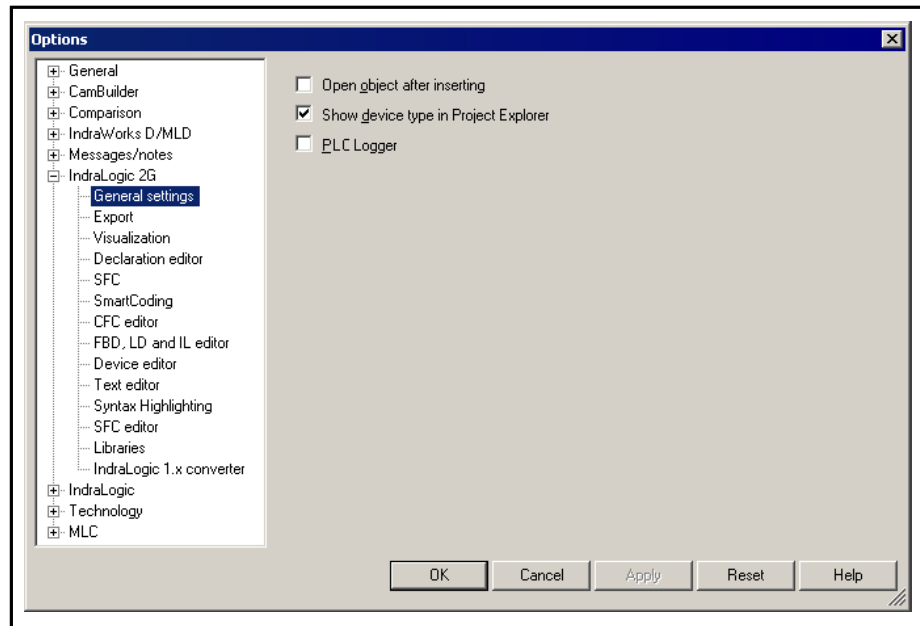 Options
General
CamBuilder
Comparison
IndraWorks D/MLD
Messages/notes
IndraLogic 2G
General settings
Export
Visualization
Declaration editor
SFC
SmartCoding
CFC editor
FBD, LD and IL editor
Device editor
Text editor
Syntax Highlighting
SFC editor
Libraries
IndraLogic 1.x converter
IndraLogic
Technology
MLC
Open object after inserting
Show device type in Project Explorer
PLC Logger
OK Cancel Apply Reset Help